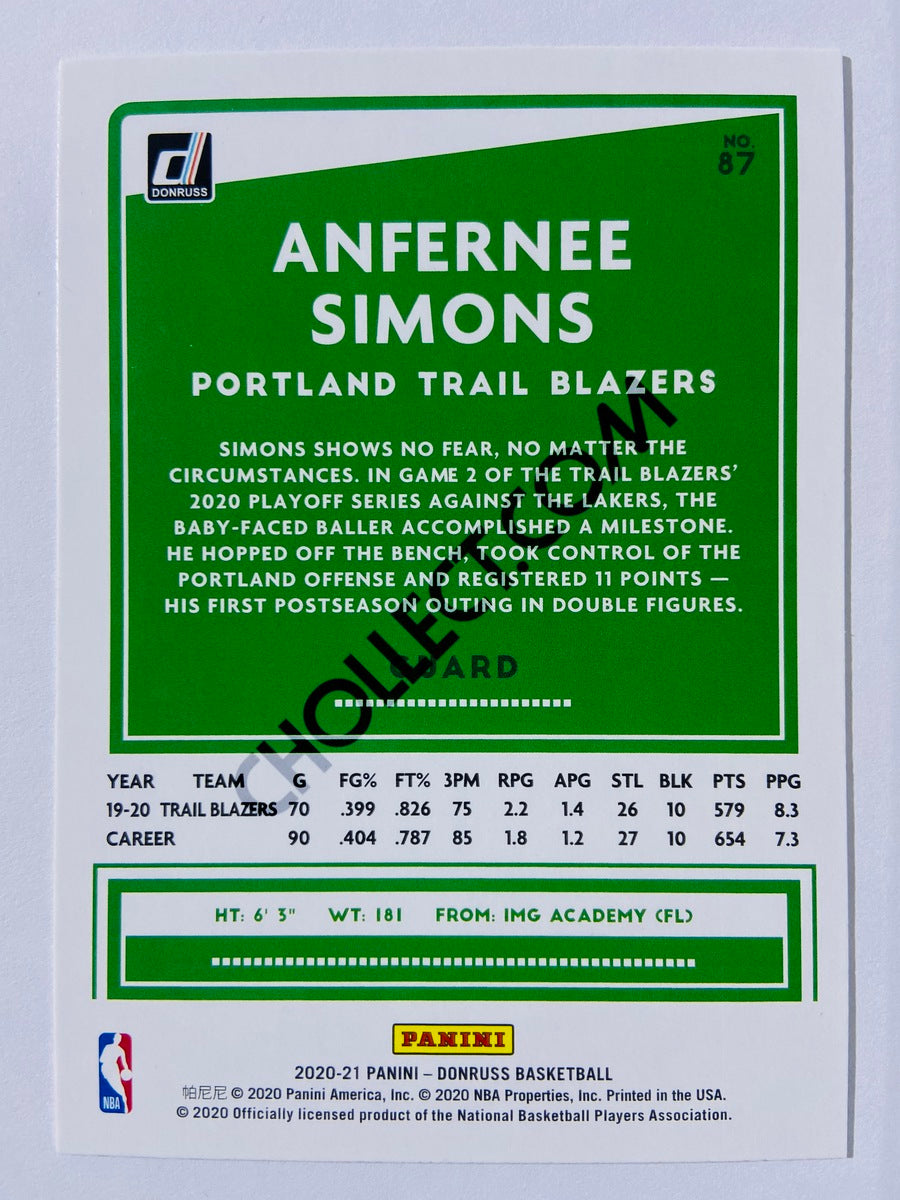 DONRUSS
NO.
87
ANFERNEE
SIMONS
PORTLAND TRAIL BLAZERS
SIMONS SHOWS NO FEAR, NO MATTER THE
CIRCUMSTANCES. IN GAME 2 OF THE TRAIL BLAZERS'
2020 PLAYOFF SERIES AGAINST THE LAKERS, THE
BABY-FACED BALLER ACCOMPLISHED A MILESTONE.
HE HOPPED OFF THE BENCH, TOOK CONTROL OF THE
PORTLAND OFFENSE AND REGISTERED 11 POINTS —
HIS FIRST POSTSEASON OUTING IN DOUBLE FIGURES.
GUARD
CHOLLECT.COM
YEAR TEAM G FG% FT% 3PM RPG APG STL BLK PTS PPG
19-20 TRAIL BLAZERS 70 .399 .826 75 2.2 1.4 26 10 579 8.3
CAREER 90 .404 .787 85 1.8 1.2 27 10 654 7.3
HT: 6' 3" WT: 181 FROM: IMG ACADEMY (FL)
PANINI
NBA
2020-21 PANINI – DONRUSS BASKETBALL
帕尼尼 © 2020 Panini America, Inc. © 2020 NBA Properties, Inc. Printed in the USA.
© 2020 Officially licensed product of the National Basketball Players Association.